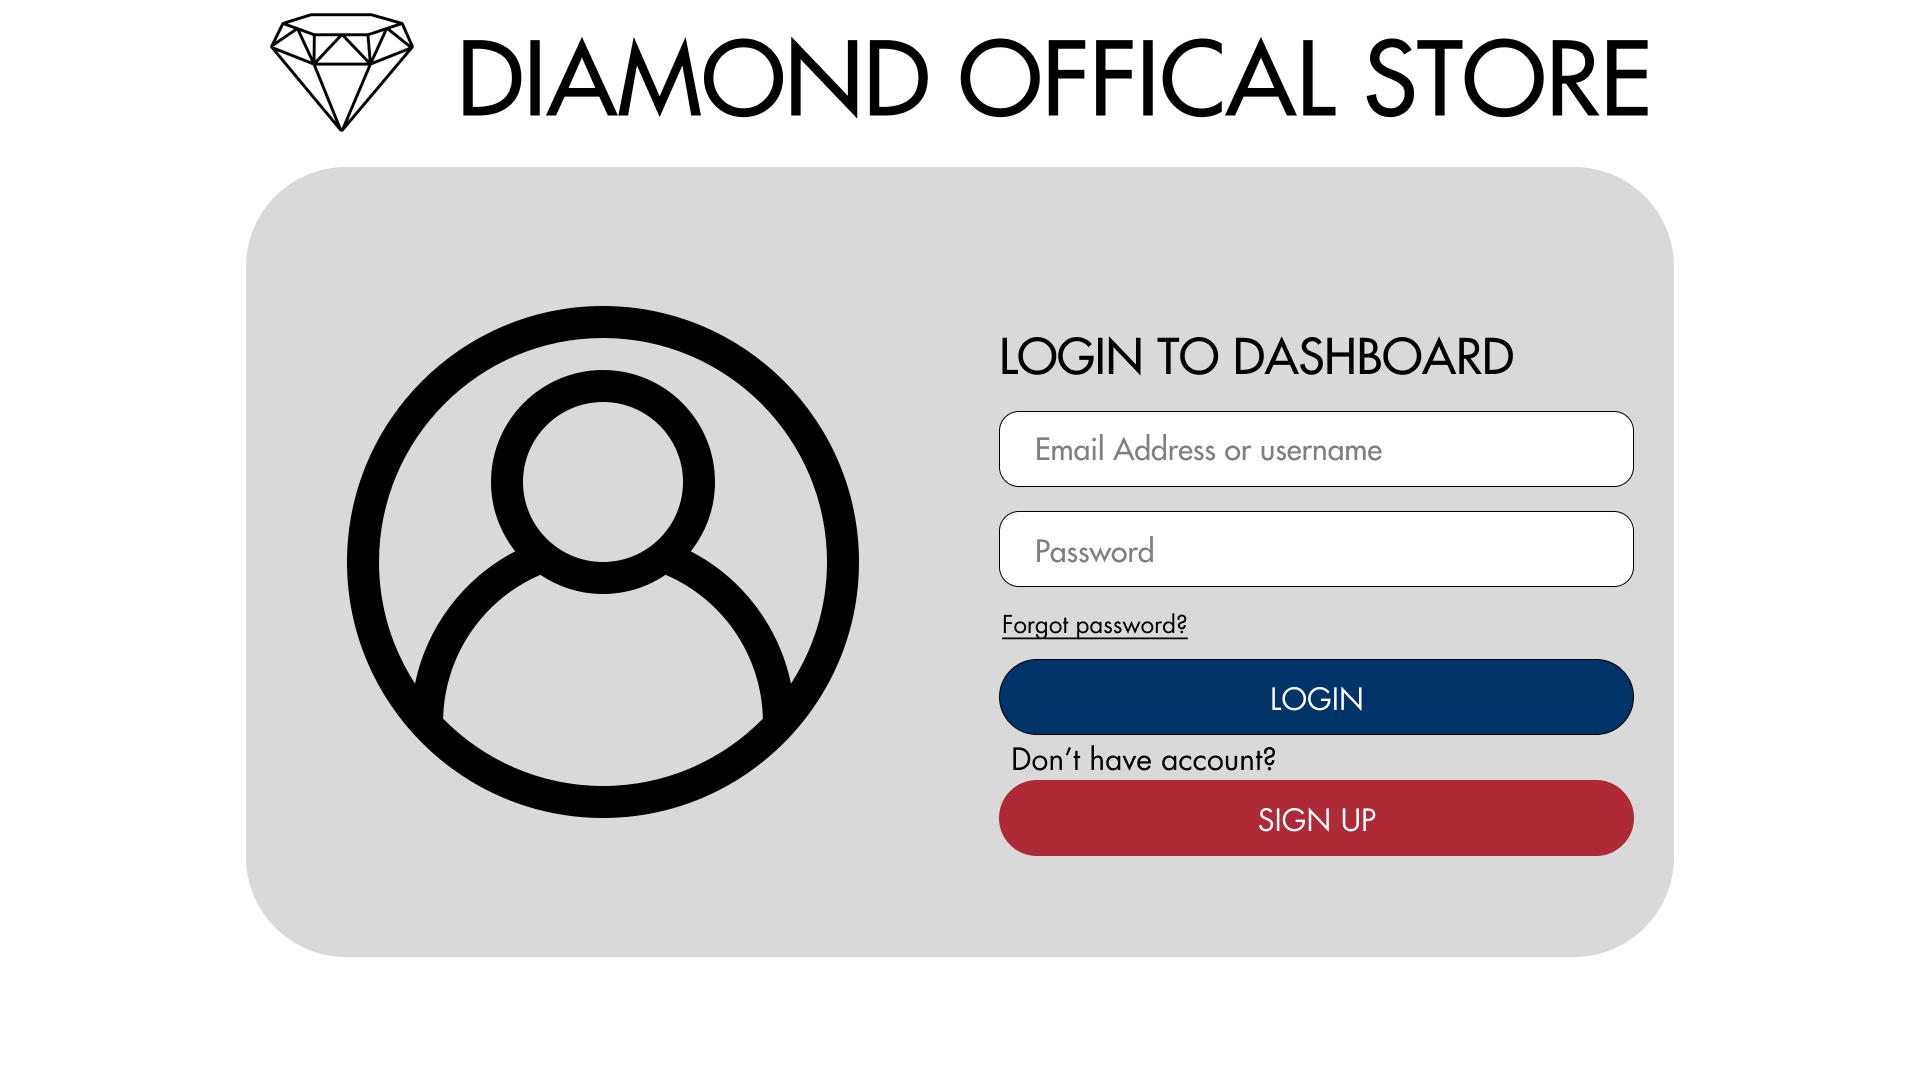 DIAMOND OFFICAL STORE
LOGIN TO DASHBOARD
Email Address or username
Password
Forgot password?
LOGIN
Don’t have account?
SIGN UP